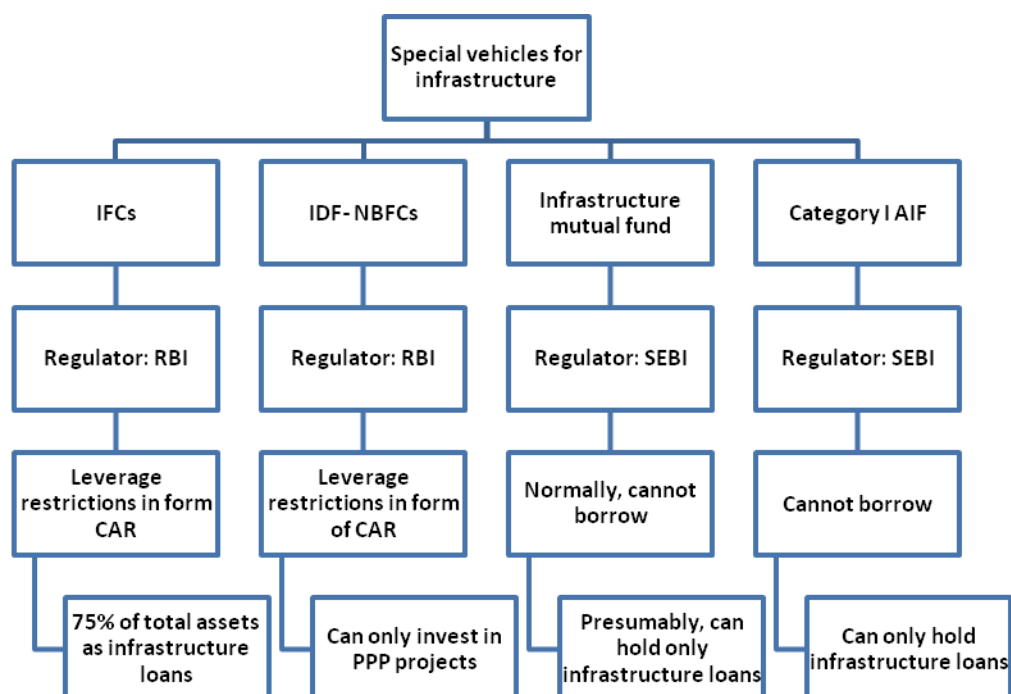 Special vehicles for
infrastructure
IFCs
IDF- NBFCs
Infrastructure
mutual fund
Category I AIF
Regulator: RBI
Regulator: RBI
Regulator: SEBI
Regulator: SEBI
Leverage
restrictions in form
CAR
Leverage
restrictions in form
of CAR
Normally, cannot
borrow
Cannot borrow
75% of total assets
as infrastructure
loans
Can only invest in
PPP projects
Presumably, can
hold only
infrastructure loans
Can only hold
infrastructure loans